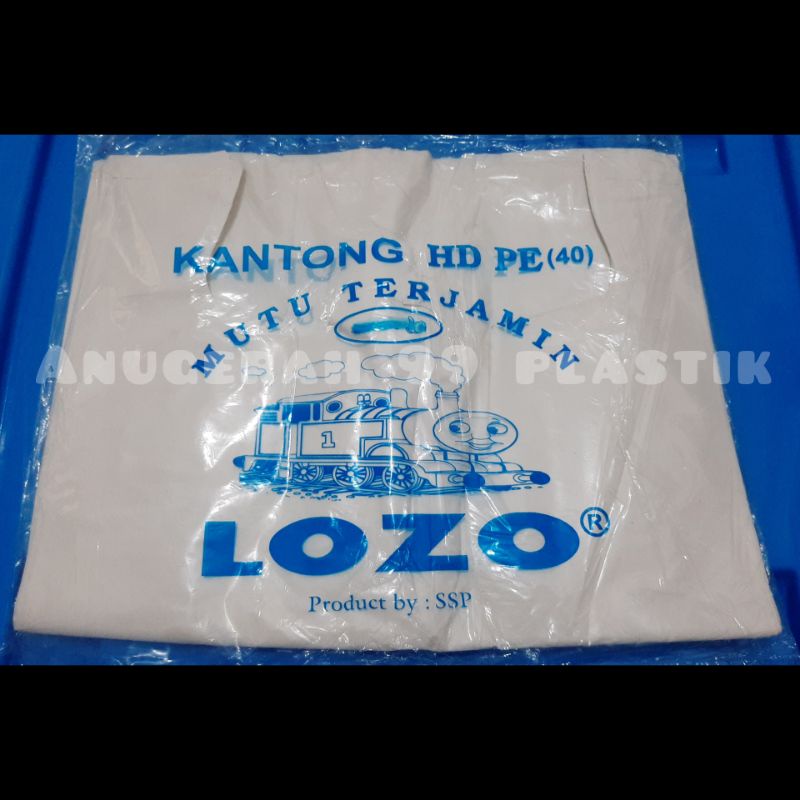 KANTONG HD PE (40)
MUTU TERJAMIN
ANUGERAH 99 PLASTIK
1
LOZO®
Product by : SSP